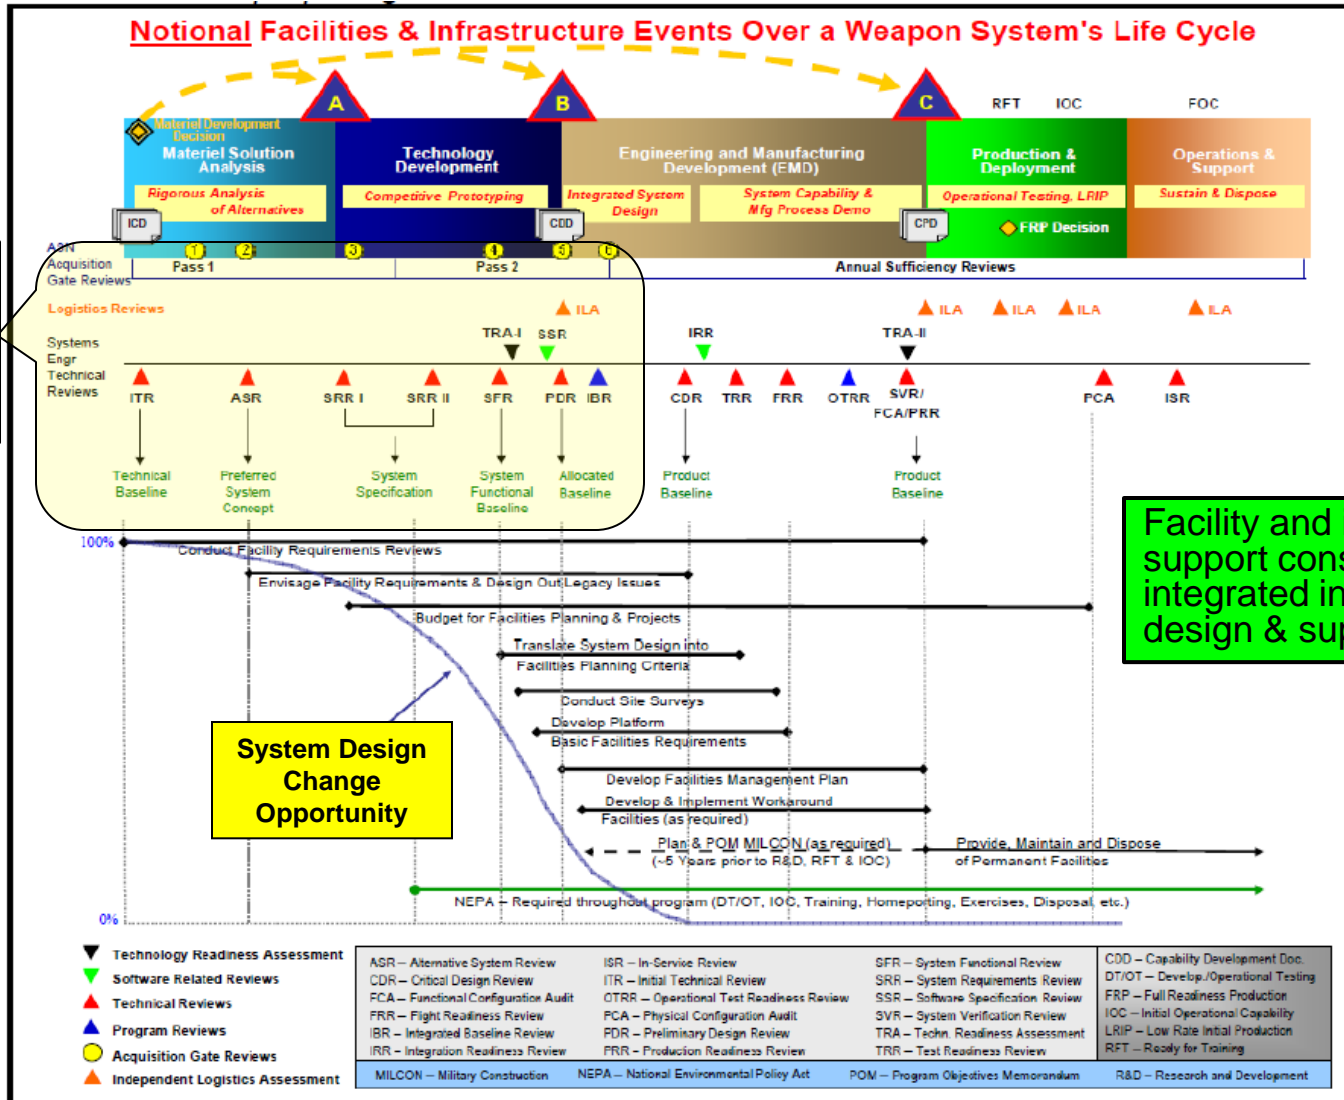 Notional Facilities & Infrastructure Events Over a Weapon System's Life Cycle
A
B
C
RFT
IOC
FOC
Materiel Development
Decision
Materiel Solution
Analysis
Technology
Development
Engineering and Manufacturing
Development (EMD)
Production &
Deployment
Operations &
Support
Rigorous Analysis
of Alternatives
Competitive Prototyping
Integrated System
Design
System Capability &
Mfg Process Demo
Operational Testing, LRIP
Sustain & Dispose
ICD
CDD
CPD
FRP Decision
ASN
Acquisition
Gate Reviews
1
2
3
4
5
6
Pass 1
Pass 2
Annual Sufficiency Reviews
Logistics Reviews
ILA
ILA
ILA
ILA
ILA
Systems
Engr
Technical
Reviews
TRA-I
SSR
IRR
TRA-II
ITR
ASR
SRR I
SRR II
SFR
PDR
IBR
CDR
TRR
FRR
OTRR
SVR/
FCA/PRR
PCA
ISR
Technical
Baseline
Preferred
System
Concept
System
Specification
System
Functional
Baseline
Allocated
Baseline
Product
Baseline
Product
Baseline
Facility and
support cons
integrated in
design & sup
100%
Conduct Facility Requirements Reviews
Envisage Facility Requirements & Design Out Legacy Issues
Budget for Facilities Planning & Projects
Translate System Design into
Facilities Planning Criteria
Conduct Site Surveys
Develop Platform
Basic Facilities Requirements
System Design
Change
Opportunity
Develop Facilities Management Plan
Develop & Implement Workaround
Facilities (as required)
Plan & POM MILCON (as required)
(~5 Years prior to R&D, RFT & IOC)
Provide, Maintain and Dispose
of Permanent Facilities
NEPA – Required throughout program (DT/OT, IOC, Training, Homeporting, Exercises, Disposal, etc.)
0%
Technology Readiness Assessment
Software Related Reviews
Technical Reviews
Program Reviews
Acquisition Gate Reviews
Independent Logistics Assessment
ASR – Alternative System Review
CDR – Critical Design Review
FCA – Functional Configuration Audit
FRR – Flight Readiness Review
IBR – Integrated Baseline Review
IRR – Integration Readiness Review
ISR – In-Service Review
ITR – Initial Technical Review
OTRR – Operational Test Readiness Review
PCA – Physical Configuration Audit
PDR – Preliminary Design Review
PRR – Production Readiness Review
SFR – System Functional Review
SRR – System Requirements Review
SSR – Software Specification Review
SVR – System Verification Review
TRA – Techn. Readiness Assessment
TRR – Test Readiness Review
CDD – Capability Development Doc.
DT/OT – Develop./Operational Testing
FRP – Full Readiness Production
IOC – Initial Operational Capability
LRIP – Low Rate Initial Production
RFT – Ready for Training
MILCON – Military Construction
NEPA – National Environmental Policy Act
POM – Program Objectives Memorandum
R&D – Research and Development